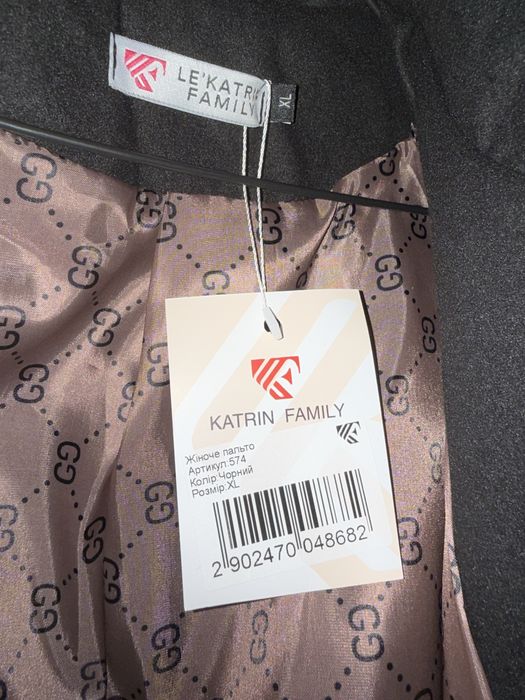 LE'KATRIN
FAMILY
XL
KATRIN FAMILY
Жіноче пальто
Артикул:574
Колір:Чорний
Розмір:XL
2 902470 048682